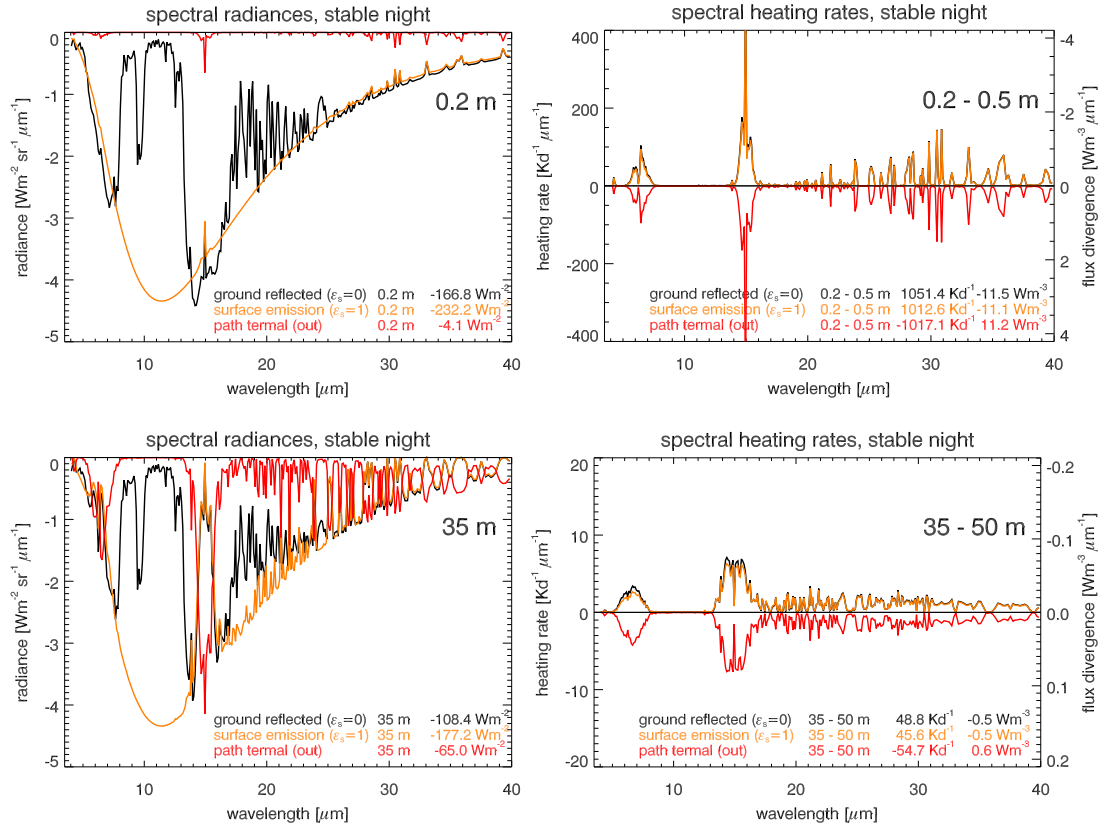 spectral radiances, stable night
0
-1
-2
-3
-4
-5
radiance [Wm-2 sr-1 μm-1]
0.2 m
ground reflected (εs=0) 0.2 m -166.8 Wm-2
surface emission (εs=1) 0.2 m -232.2 Wm-2
path termal (out) 0.2 m -4.1 Wm-2
10 20 30 40
wavelength [μm]
spectral heating rates, stable night
400
200
0
-200
-400
heating rate [Kd-1 μm-1]
0.2 - 0.5 m
-4
-2
0
2
4
flux divergence [Wm-3 μm-1]
ground reflected (εs=0) 0.2 - 0.5 m 1051.4 Kd-1 -11.5 Wm-3
surface emission (εs=1) 0.2 - 0.5 m 1012.6 Kd-1 -11.1 Wm-3
path termal (out) 0.2 - 0.5 m -1017.1 Kd-1 11.2 Wm-3
10 20 30 40
wavelength [μm]
spectral radiances, stable night
0
-1
-2
-3
-4
-5
radiance [Wm-2 sr-1 μm-1]
35 m
ground reflected (εs=0) 35 m -108.4 Wm-2
surface emission (εs=1) 35 m -177.2 Wm-2
path termal (out) 35 m -65.0 Wm-2
10 20 30 40
wavelength [μm]
spectral heating rates, stable night
20
10
0
-10
-20
heating rate [Kd-1 μm-1]
35 - 50 m
-0.2
-0.1
0.0
0.1
0.2
flux divergence [Wm-3 μm-1]
ground reflected (εs=0) 35 - 50 m 48.8 Kd-1 -0.5 Wm-3
surface emission (εs=1) 35 - 50 m 45.6 Kd-1 -0.5 Wm-3
path termal (out) 35 - 50 m -54.7 Kd-1 0.6 Wm-3
10 20 30 40
wavelength [μm]